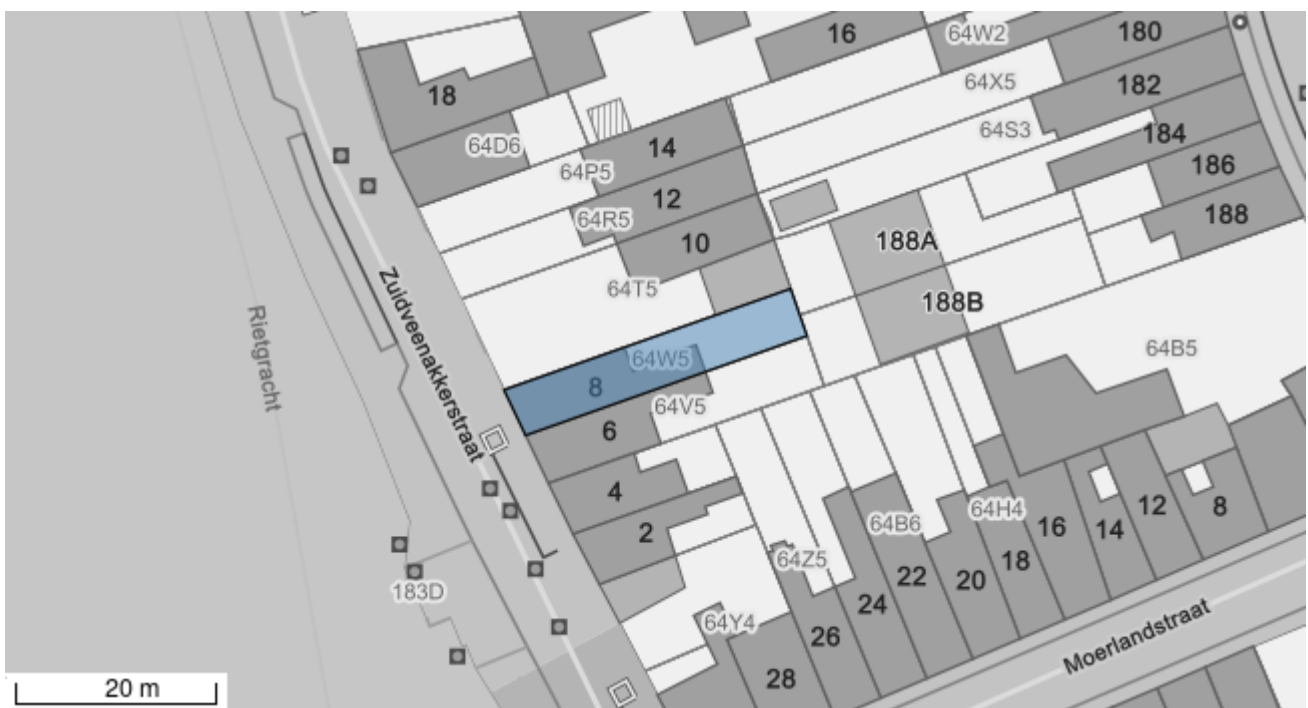 16
64W2
180
64X5
182
18
64D6
64S3
14
184
64P5
12
186
64R5
188
10
188A
64T5
188B
Zuidveenakkerstraat
Rietgracht
64W5
64B5
8
64V5
6
4
2
64B6
64H4
16
14
12
8
64Z5
22
20
18
24
183D
64Y4
26
28
Moerlandstraat
20 m